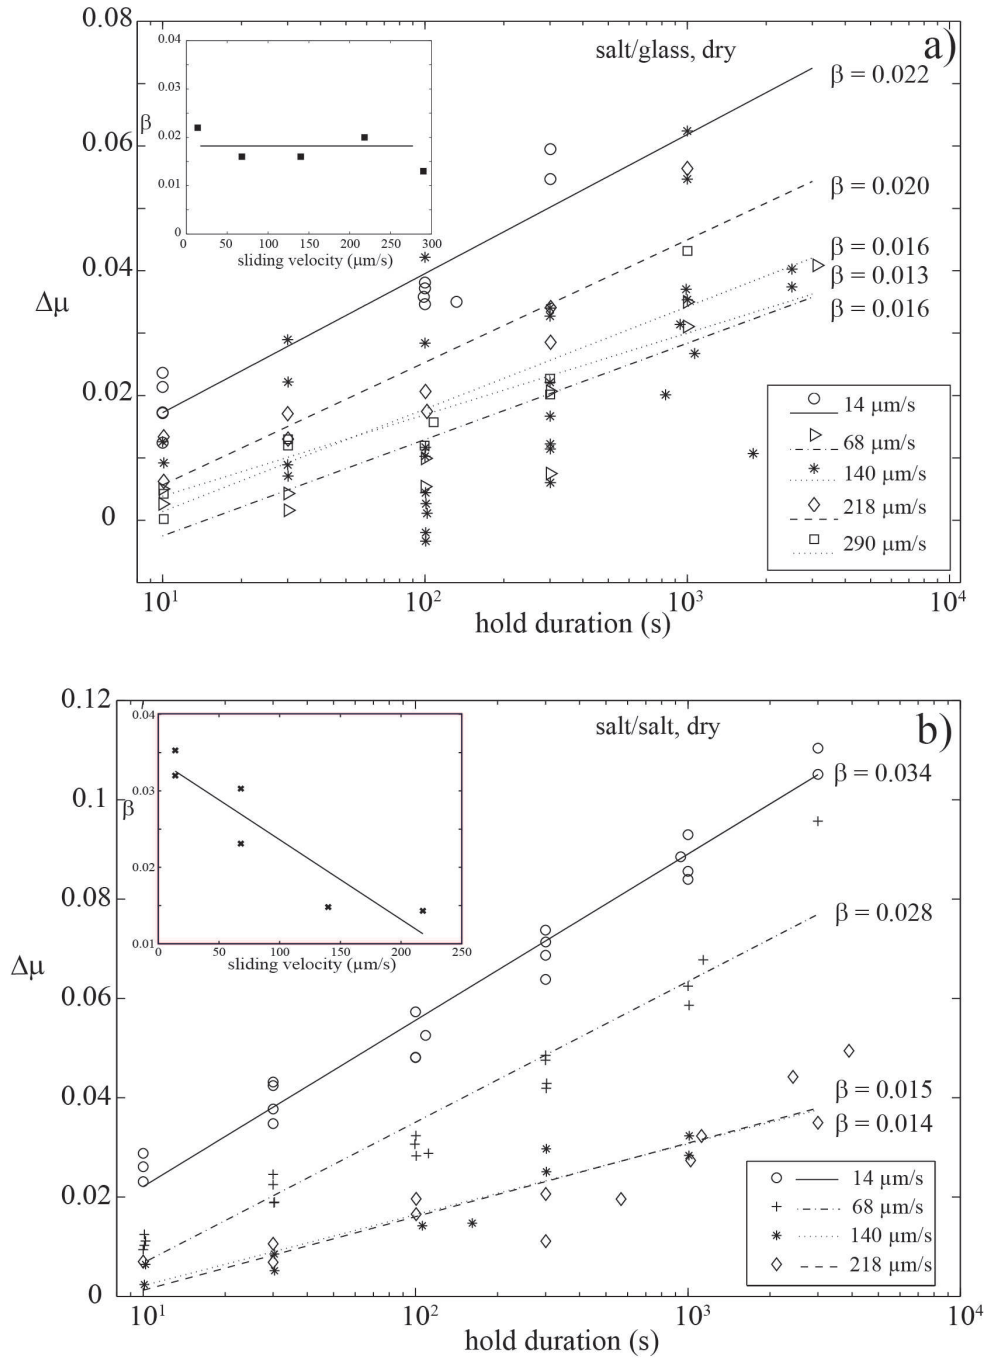 0.08
0.06
0.04
0.02
0
Δμ
salt/glass, dry
a)
0.04
0.03
0.02
0.01
0
β
0 50 100 150 200 250 300
sliding velocity (μm/s)
β = 0.022
β = 0.020
β = 0.016
β = 0.013
β = 0.016
14 μm/s
68 μm/s
140 μm/s
218 μm/s
290 μm/s
10¹ 10² 10³ 10⁴
hold duration (s)
0.12
0.1
0.08
0.06
0.04
0.02
0
Δμ
salt/salt, dry
b)
0.04
0.03
0.02
0.01
β
0 50 100 150 200 250
sliding velocity (μm/s)
β = 0.034
β = 0.028
β = 0.015
β = 0.014
14 μm/s
68 μm/s
140 μm/s
218 μm/s
10¹ 10² 10³ 10⁴
hold duration (s)